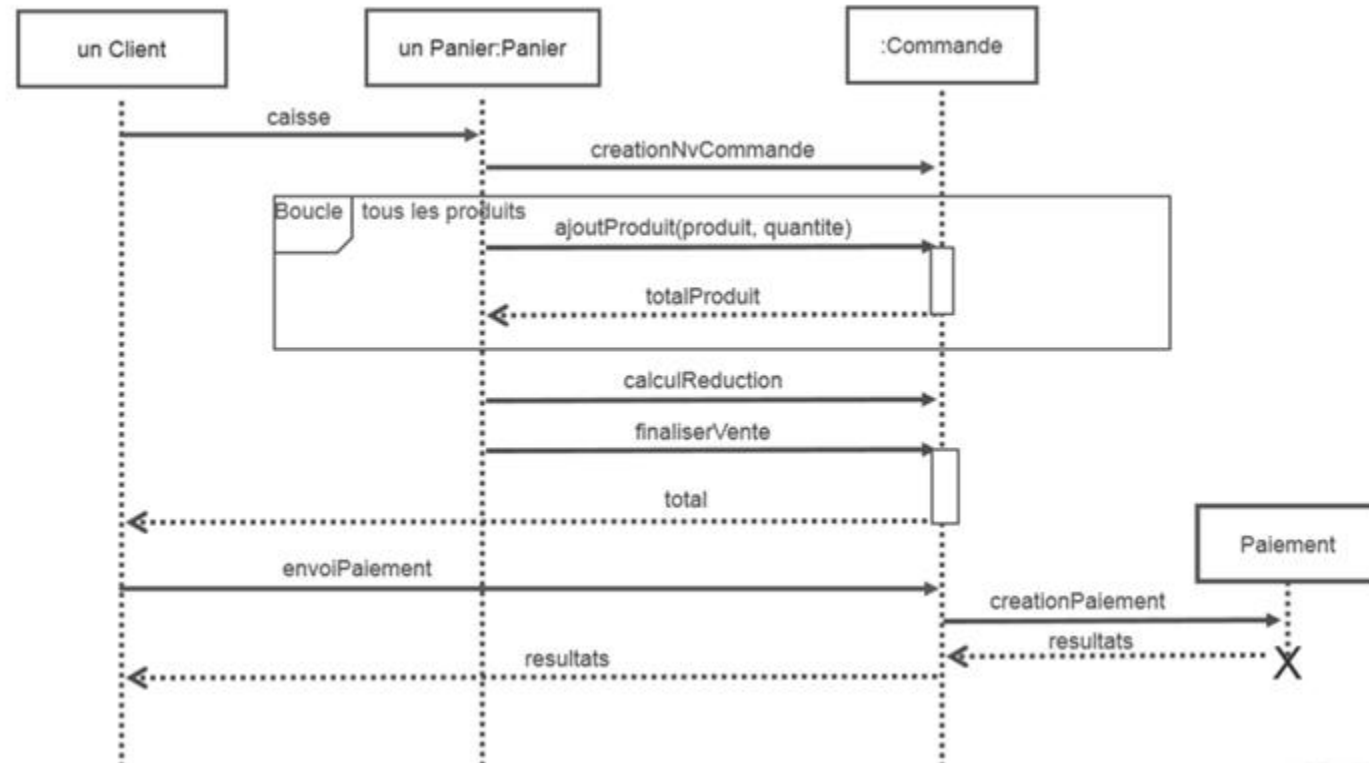 un Client
un Panier:Panier
:Commande
caisse
creationNvCommande
Boucle
tous les produits
ajoutProduit(produit, quantite)
totalProduit
calculReduction
finaliserVente
total
Paiement
envoiPaiement
creationPaiement
resultats
resultats
X